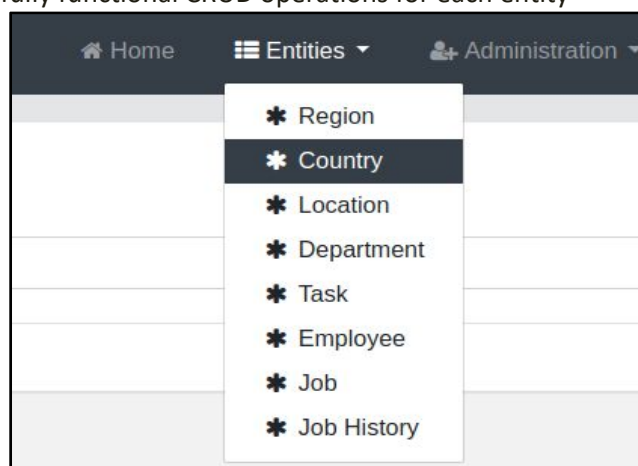 fully functional CRUD operations for each entity
Home Entities Administration
Region
Country
Location
Department
Task
Employee
Job
Job History